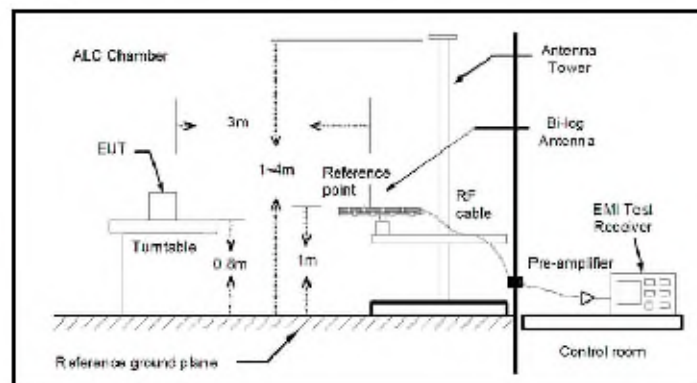 ALC Chamber
Antenna
Tower
3m
Bi-log
Antenna
EUT
1~4m
Reference
point
RF
cable
EMI Test
Receiver
Turntable
0.8m
1m
Pre-amplifier
Reference ground plane
Control room